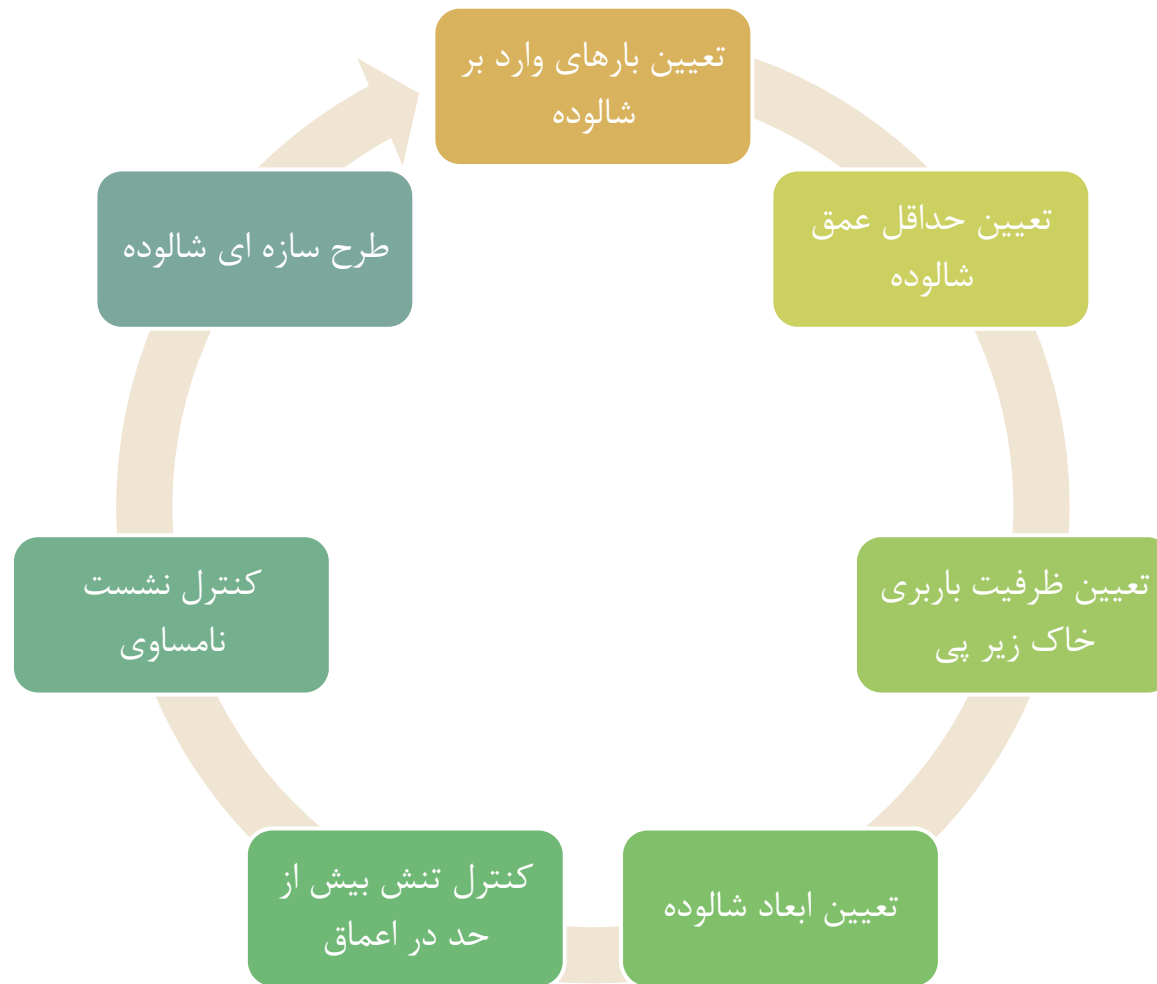 تعیین بارهای وارد بر
شالوده
تعیین حداقل عمق
شالوده
تعیین ظرفیت باربری
خاک زیر پی
تعیین ابعاد شالوده
کنترل تنش بیش از
حد در اعماق
کنترل نشست
نامساوی
طرح سازه ای شالوده